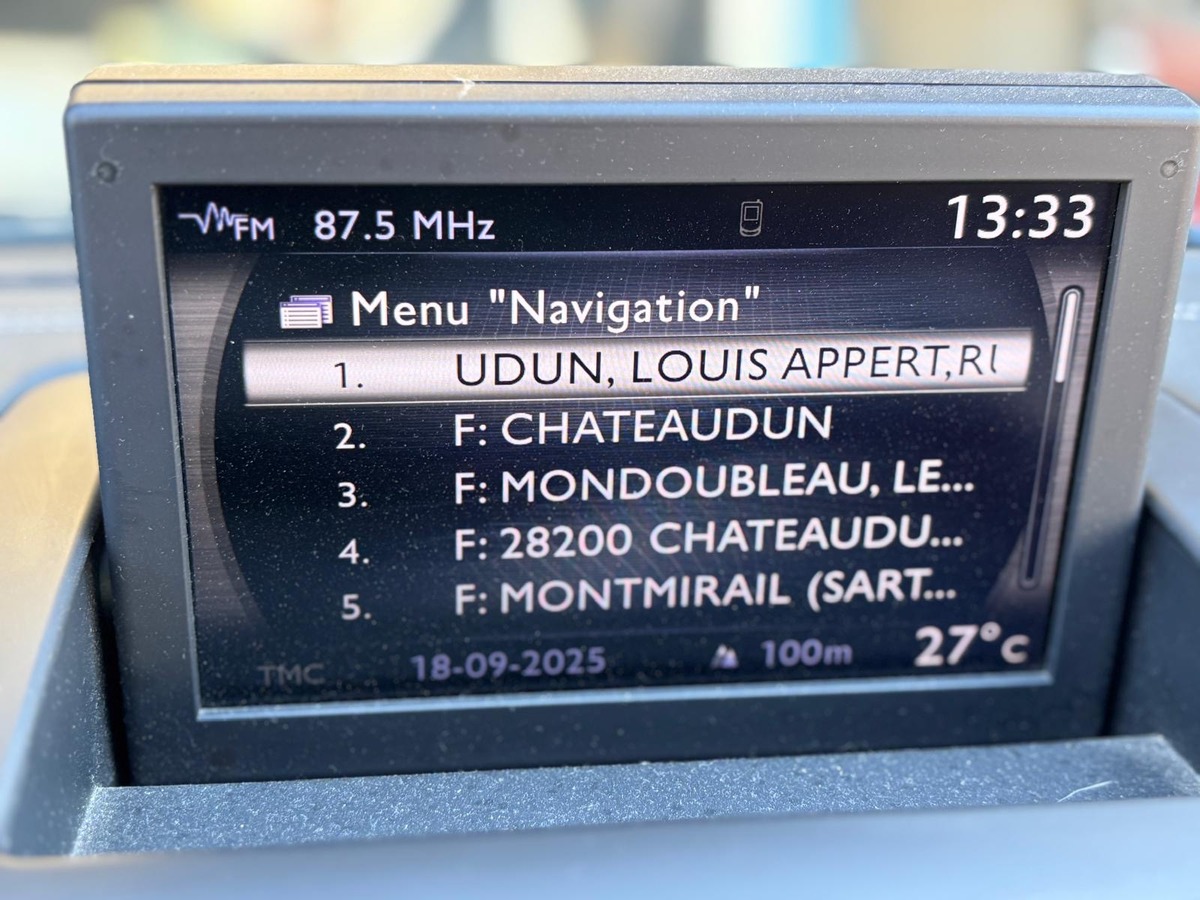 FM 87.5 MHz 13:33
Menu "Navigation"
1. UDUN, LOUIS APPERT,RU
2. F: CHATEAUDUN
3. F: MONDOUBLEAU, LE...
4. F: 28200 CHATEAUDU...
5. F: MONTMIRAIL (SART...
TMC 18-09-2025 100m 27°C